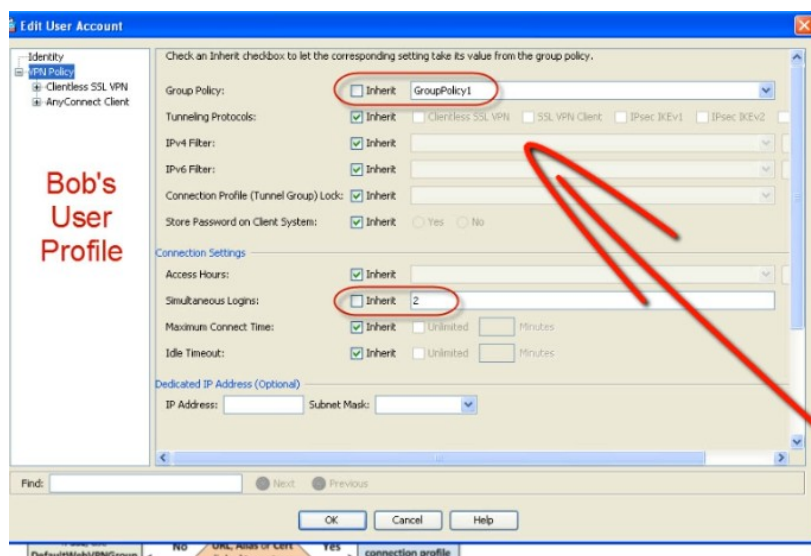 Edit User Account
Identity
VPN Policy
Clientless SSL VPN
AnyConnect Client
Bob's
User
Profile
Check an Inherit checkbox to let the corresponding setting take its value from the group policy.
Group Policy: Inherit GroupPolicy1
Tunneling Protocols: Inherit Clientless SSL VPN SSL VPN Client IPsec IKEv1 IPsec IKEv2
IPv4 Filter: Inherit
IPv6 Filter: Inherit
Connection Profile (Tunnel Group) Lock: Inherit
Store Password on Client System: Inherit Yes No
Connection Settings
Access Hours: Inherit
Simultaneous Logins: Inherit 2
Maximum Connect Time: Inherit Unlimited Minutes
Idle Timeout: Inherit Unlimited Minutes
Dedicated IP Address (Optional)
IP Address: Subnet Mask:
Find: Next Previous
OK Cancel Help
No URL, Alias or Cert Yes connection profile
DefaultWebVPNGroup